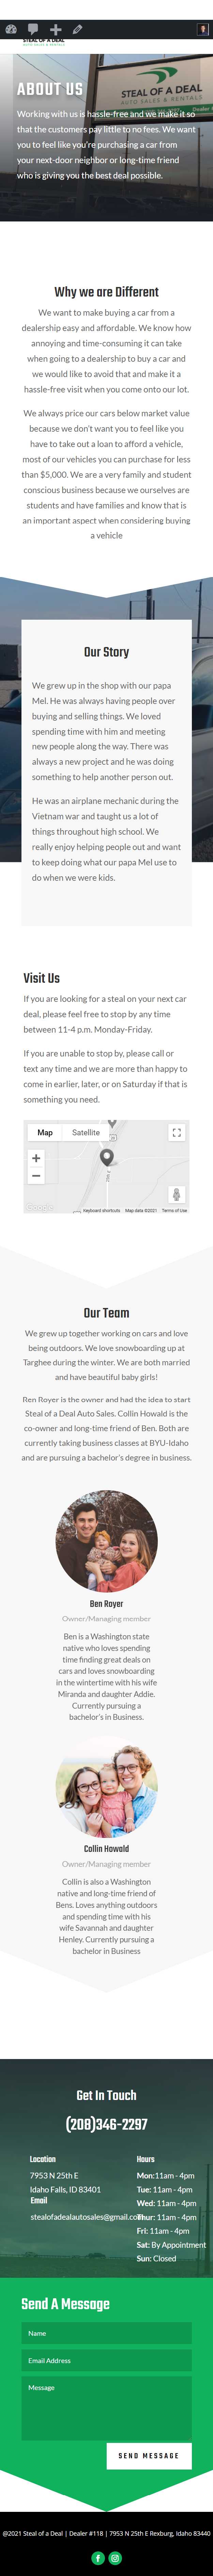 STEAL OF A DEAL
AUTO SALES & RENTALS
STEAL OF A DEAL
AUTO SALES & RENTALS
ABOUT US
Working with us is hassle-free and we make it so
that the customers pay little to no fees. We want
you to feel like you're purchasing a car from
your next-door neighbor or long-time friend
who is giving you the best deal possible.
Why we are Different
We want to make buying a car from a
dealership easy and affordable. We know how
annoying and time-consuming it can take
when going to a dealership to buy a car and
we would like to avoid that and make it a
hassle-free visit when you come onto our lot.
We always price our cars below market value
because we don't want you to feel like you
have to take out a loan to afford a vehicle,
most of our vehicles you can purchase for less
than $5,000. We are a very family and student
conscious business because we ourselves are
students and have families and know that is
an important aspect when considering buying
a vehicle
Our Story
We grew up in the shop with our papa
Mel. He was always having people over
buying and selling things. We loved
spending time with him and meeting
new people along the way. There was
always a new project and he was doing
something to help another person out.
He was an airplane mechanic during the
Vietnam war and taught us a lot of
things throughout high school. We
really enjoy helping people out and want
to keep doing what our papa Mel use to
do when we were kids.
Visit Us
If you are looking for a steal on your next car
deal, please feel free to stop by any time
between 11-4 p.m. Monday-Friday.
If you are unable to stop by, please call or
text any time and we are more than happy to
come in earlier, later, or on Saturday if that is
something you need.
Map Satellite
Keyboard shortcuts Map data ©2021 Terms of Use
Our Team
We grew up together working on cars and love
being outdoors. We love snowboarding up at
Targhee during the winter. We are both married
and have beautiful baby girls!
Ren Royer is the owner and had the idea to start
Steal of a Deal Auto Sales. Collin Howald is the
co-owner and long-time friend of Ben. Both are
currently taking business classes at BYU-Idaho
and are pursuing a bachelor's degree in business.
Ben Royer
Owner/Managing member
Ben is a Washington state
native who loves spending
time finding great deals on
cars and loves snowboarding
in the wintertime with his wife
Miranda and daughter Addie.
Currently pursuing a
bachelor's in Business.
Collin Howald
Owner/Managing member
Collin is also a Washington
native and long-time friend of
Bens. Loves anything outdoors
and spending time with his
wife Savannah and daughter
Henley. Currently pursuing a
bachelor in Business
Get In Touch
(208)346-2297
Location
7953 N 25th E
Idaho Falls, ID 83401
Email
stealofadealautosales@gmail.com
Hours
Mon:11am - 4pm
Tue: 11am - 4pm
Wed: 11am - 4pm
Thur: 11am - 4pm
Fri: 11am - 4pm
Sat: By Appointment
Sun: Closed
Send A Message
Name
Email Address
Message
SEND MESSAGE
@2021 Steal of a Deal | Dealer #118 | 7953 N 25th E Rexburg, Idaho 83440